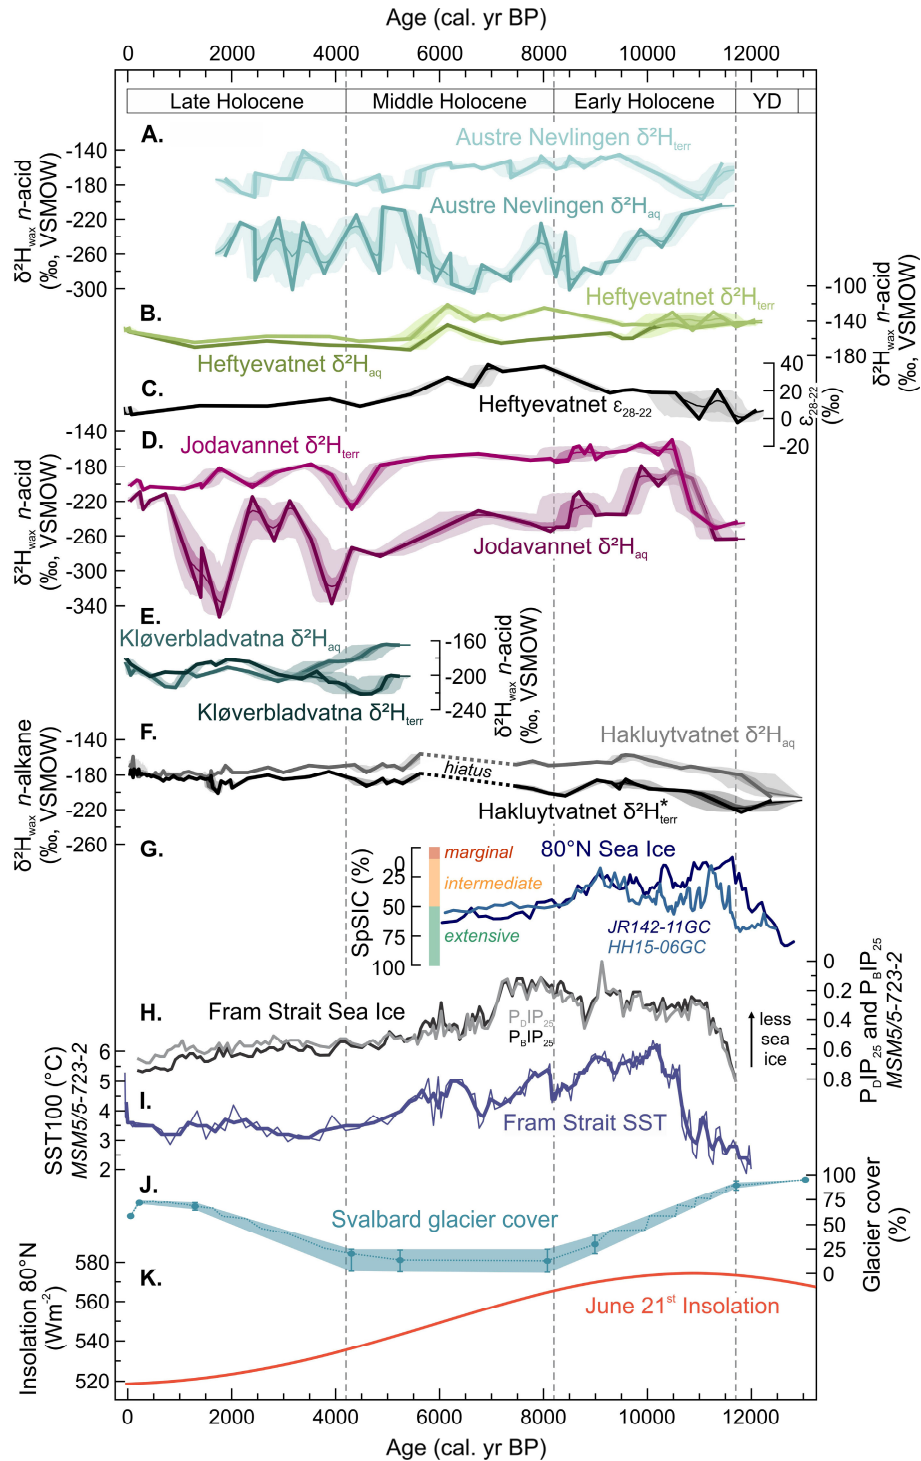 Age (cal. yr BP)
0 2000 4000 6000 8000 10000 12000
Late Holocene Middle Holocene Early Holocene YD
A.
Austre Nevlingen δ²Hterr
Austre Nevlingen δ²Haq
-140
-180
-220
-260
-300
δ²Hwax n-acid
(‰, VSMOW)
B.
Heftyevatnet δ²Hterr
Heftyevatnet δ²Haq
-100
-140
-180
δ²Hwax n-acid
(‰, VSMOW)
C.
Heftyevatnet ε28-22
40
20
0
-20
ε28-22
(‰)
D.
Jodavannet δ²Hterr
Jodavannet δ²Haq
-140
-180
-220
-260
-300
-340
δ²Hwax n-acid
(‰, VSMOW)
E.
Kløverbladvatna δ²Haq
Kløverbladvatna δ²Hterr
-160
-200
-240
δ²Hwax n-acid
(‰, VSMOW)
F.
Hakluytvatnet δ²Haq
hiatus
Hakluytvatnet δ²H*terr
-140
-180
-220
-260
δ²Hwax n-alkane
(‰, VSMOW)
G.
80°N Sea Ice
SpSIC (%)
0
25
50
75
100
marginal
intermediate
extensive
JR142-11GC
HH15-06GC
H.
Fram Strait Sea Ice
PDIP25
PBIP25
0
0.2
0.4
0.6
0.8
less
sea
ice
PDIP25 and PBIP25
MSM5/5-723-2
I.
Fram Strait SST
6
5
4
3
2
SST100 (°C)
MSM5/5-723-2
J.
Svalbard glacier cover
100
75
50
25
0
Glacier cover
(%)
K.
June 21st Insolation
580
560
540
520
Insolation 80°N
(Wm-2)
0 2000 4000 6000 8000 10000 12000
Age (cal. yr BP)